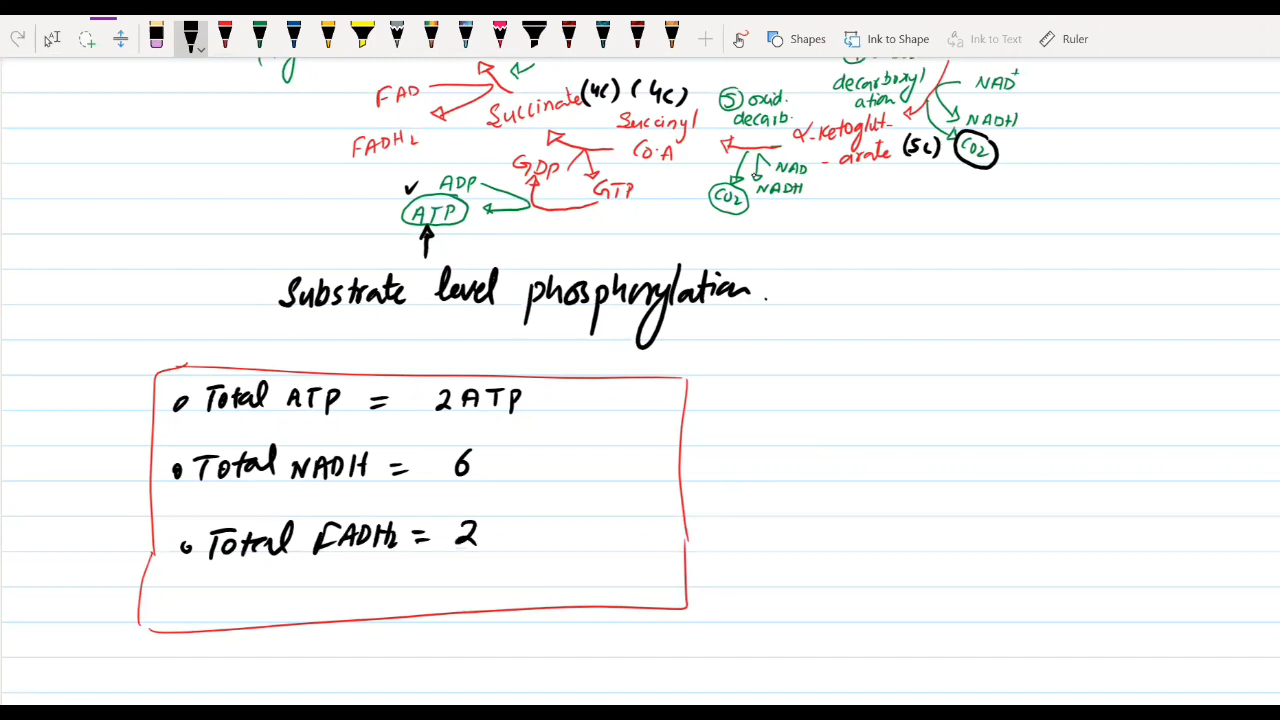 Shapes
Ink to Shape
Ink to Text
Ruler
FAD
FADH2
Succinate (4C) (4C)
Succinyl
CO.A
GDP
GTP
ADP
ATP
5 oxid.
decarb.
NAD
NADH
CO2
α-Ketoglut-
-arate (5C)
decarboxyl
ation
NAD+
NADH
CO2
Substrate level phosphorylation.
Total ATP = 2 ATP
Total NADH = 6
Total FADH2 = 2